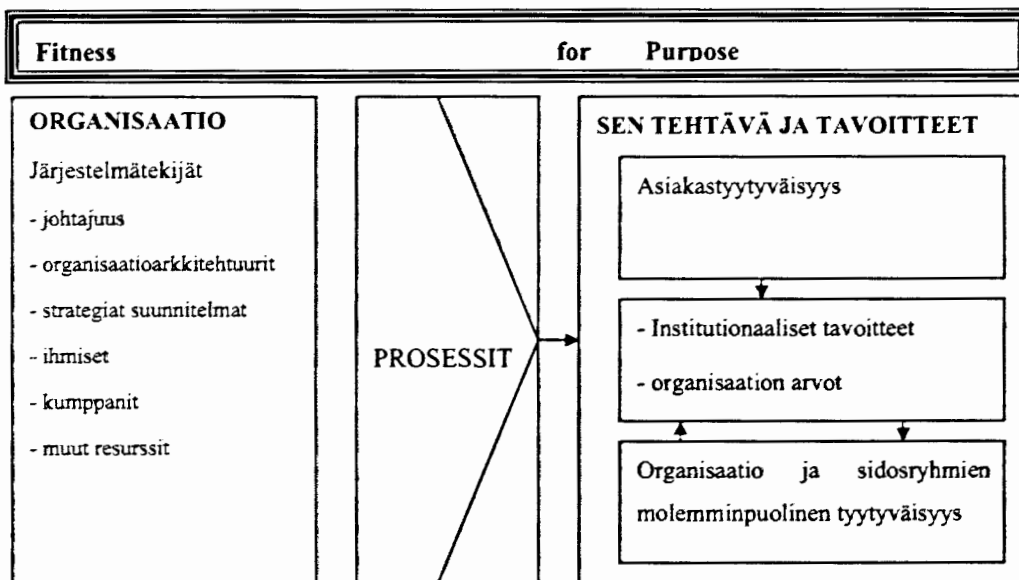 Fitness for Purpose
ORGANISAATIO
Järjestelmätekijät
- johtajuus
- organisaatioarkkitehtuurit
- strategiat suunnitelmat
- ihmiset
- kumppanit
- muut resurssit
PROSESSIT
SEN TEHTÄVÄ JA TAVOITTEET
Asiakastyytyväisyys
- Institutionaaliset tavoitteet
- organisaation arvot
Organisaatio ja sidosryhmien
molemminpuolinen tyytyväisyys